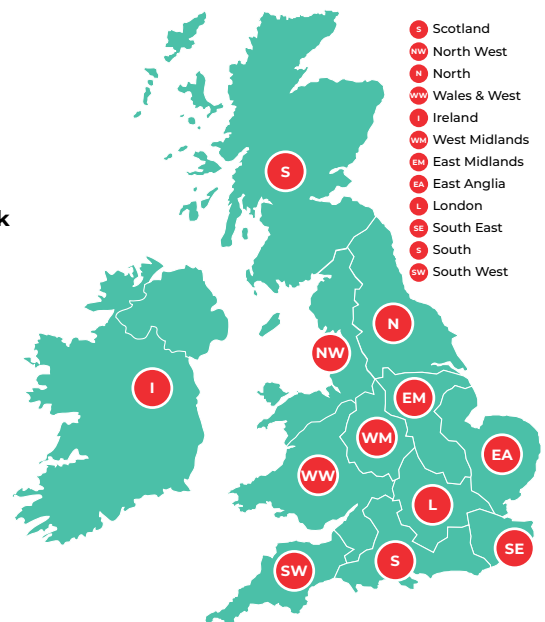 S Scotland
NW North West
N North
WW Wales & West
I Ireland
WM West Midlands
EM East Midlands
EA East Anglia
L London
SE South East
S South
SW South West
k
S
N
NW
I
EM
WM
EA
WW
L
SE
S
SW